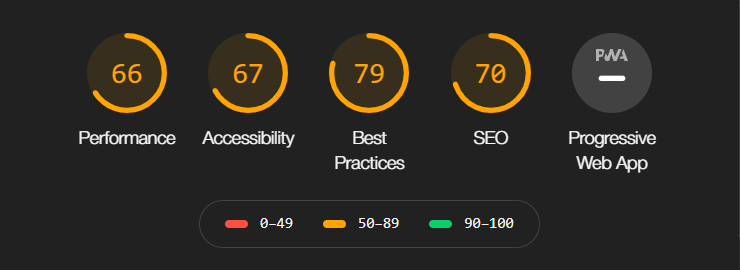 66
67
79
70
PWA
Performance
Accessibility
Best
Practices
SEO
Progressive
Web App
0–49
50–89
90–100